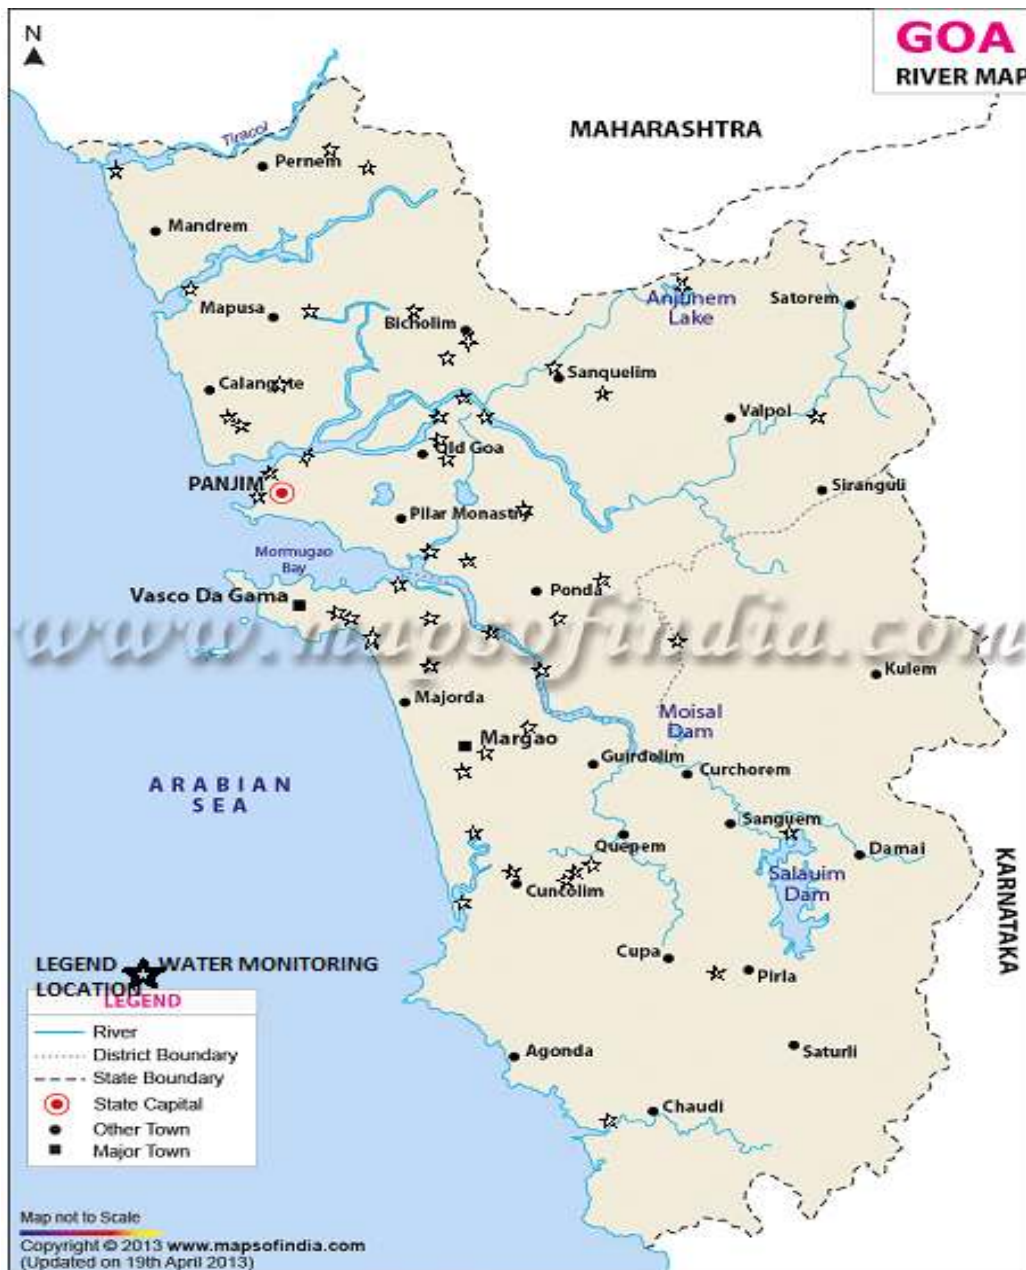 N
GOA
RIVER MAP
MAHARASHTRA
Tiracol
Pernem
Mandrem
Mapusa
Bicholim
Anjunem
Lake
Satorem
Calangute
Sanquelim
Valpoi
Old Goa
PANJIM
Siranguli
Pilar Monastry
Mormugao
Bay
Vasco Da Gama
Ponda
www.mapsofindia.com
Kulem
Majorda
Moisal
Dam
Margao
Guirdolim
Curchorem
ARABIAN
SEA
Sanguem
Quepem
Damai
KARNATAKA
Salauim
Dam
Cuncolim
Cupa
Pirla
LEGEND WATER MONITORING
LOCATION
LEGEND
River
District Boundary
State Boundary
State Capital
Other Town
Major Town
Agonda
Saturli
Chaudi
Map not to Scale
Copyright © 2013 www.mapsofindia.com
(Updated on 19th April 2013)